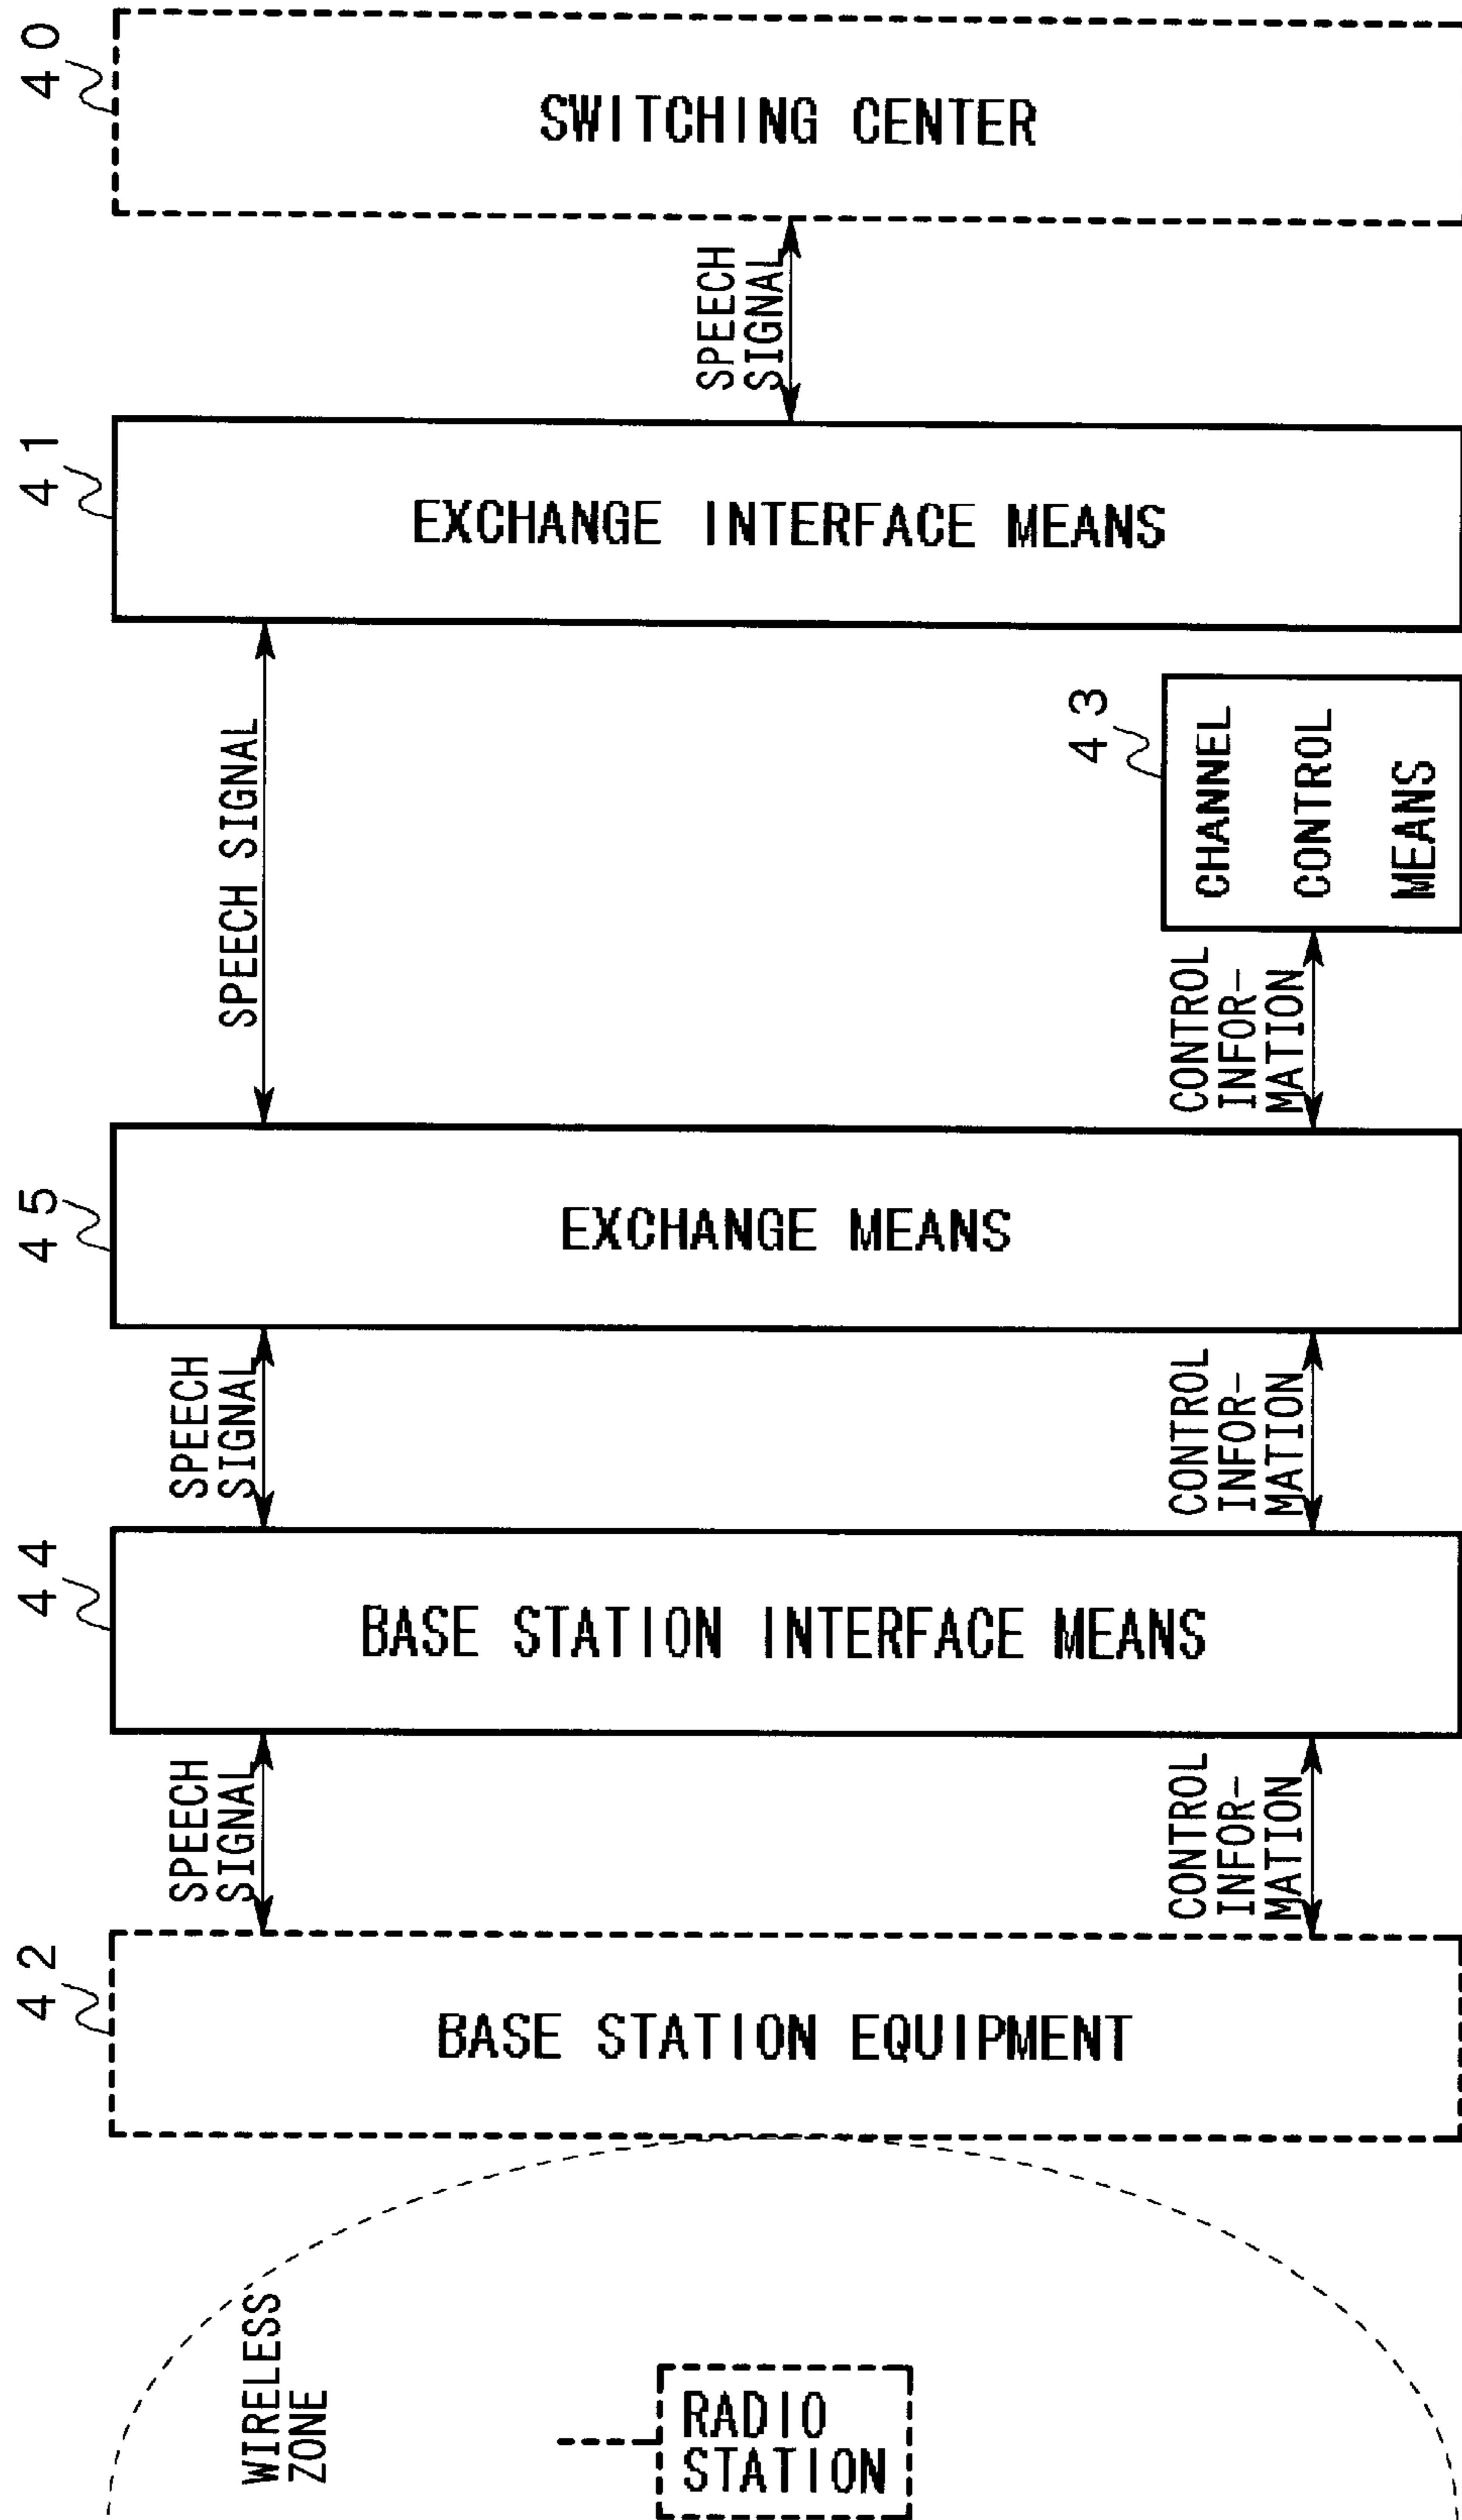 40
SWITCHING CENTER
SPEECH
SIGNAL
41
EXCHANGE INTERFACE MEANS
SPEECH SIGNAL
43
CHANNEL
CONTROL
MEANS
CONTROL
INFOR-
MATION
45
EXCHANGE MEANS
SPEECH
SIGNAL
CONTROL
INFOR-
MATION
44
BASE STATION INTERFACE MEANS
SPEECH
SIGNAL
CONTROL
INFOR-
MATION
42
BASE STATION EQUIPMENT
WIRELESS
ZONE
RADIO
STATION